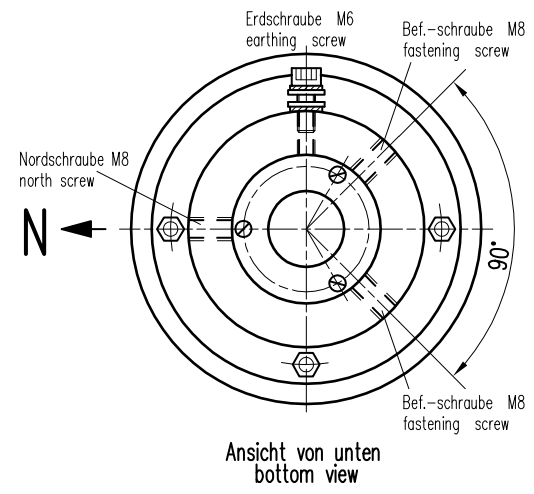 Erdschraube M6
earthing screw
Bef.-schraube M8
fastening screw
Nordschraube M8
north screw
N
90°
Bef.-schraube M8
fastening screw
Ansicht von unten
bottom view